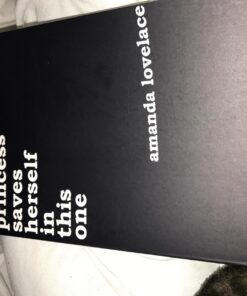 princess
saves
herself
in
this
one
amanda lovelace